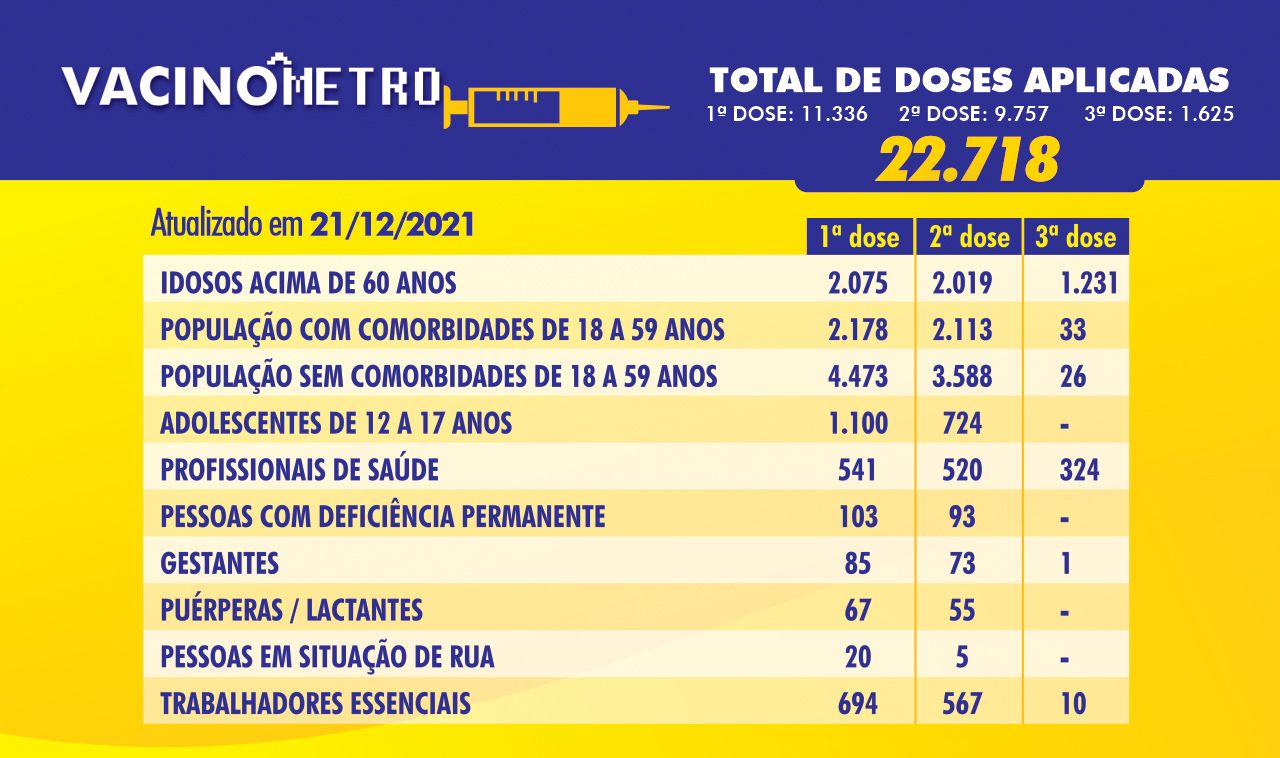 VACINÔMETRO
TOTAL DE DOSES APLICADAS
1ª DOSE: 11.336 2ª DOSE: 9.757 3ª DOSE: 1.625
22.718
Atualizado em 21/12/2021
1ª dose 2ª dose 3ª dose
IDOSOS ACIMA DE 60 ANOS 2.075 2.019 1.231
POPULAÇÃO COM COMORBIDADES DE 18 A 59 ANOS 2.178 2.113 33
POPULAÇÃO SEM COMORBIDADES DE 18 A 59 ANOS 4.473 3.588 26
ADOLESCENTES DE 12 A 17 ANOS 1.100 724 -
PROFISSIONAIS DE SAÚDE 541 520 324
PESSOAS COM DEFICIÊNCIA PERMANENTE 103 93 -
GESTANTES 85 73 1
PUÉRPERAS / LACTANTES 67 55 -
PESSOAS EM SITUAÇÃO DE RUA 20 5 -
TRABALHADORES ESSENCIAIS 694 567 10